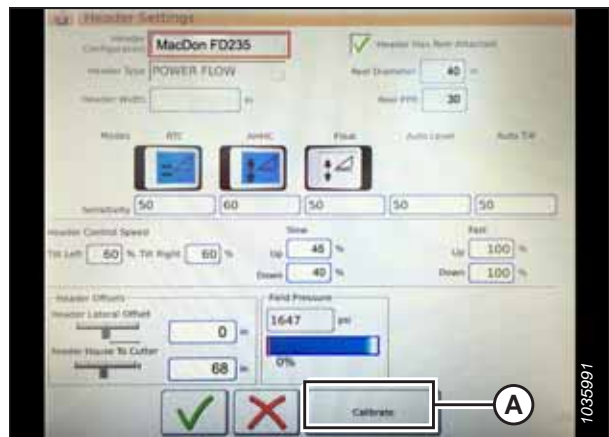 Header Settings
Header Configuration MacDon FD235 Header Has Reel Attached
Header Type POWER FLOW Reel Diameter 40 in
Header Width in Reel PPR 30
Modes RTC AHHC Float Auto Level Auto Tilt
Sensitivity 50 60 50 50 50
Header Control Speed Slow Fast
Tilt Left 60 % Tilt Right 60 % Up 45 % Up 100 %
Down 40 % Down 100 %
Header Offsets Field Pressure
Header Lateral Offset 1647 psi
0 in
Header House To Cutter 0%
68 in
Calibrate A
1035991